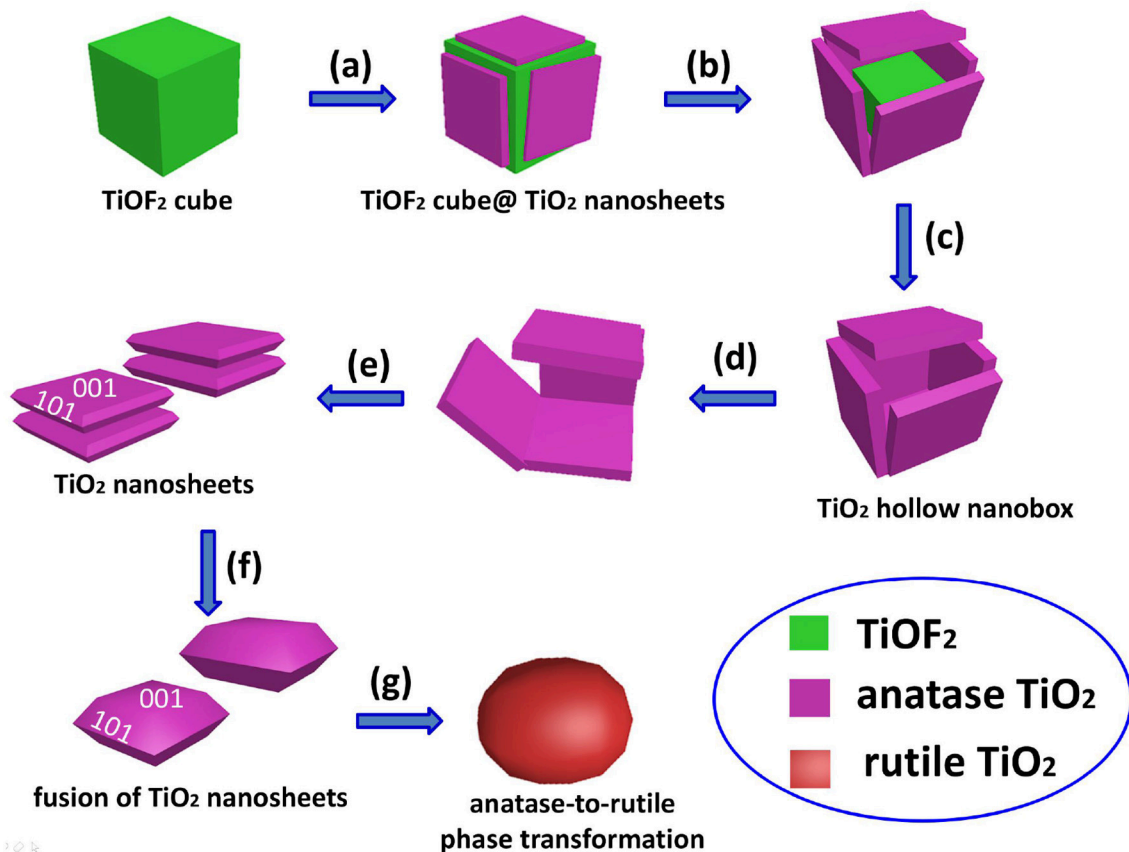 (a)
(b)
TiOF₂ cube
TiOF₂ cube@ TiO₂ nanosheets
(c)
(e)
(d)
001
101
TiO₂ nanosheets
TiO₂ hollow nanobox
(f)
TiOF₂
(g)
001
101
anatase TiO₂
rutile TiO₂
fusion of TiO₂ nanosheets
anatase-to-rutile
phase transformation